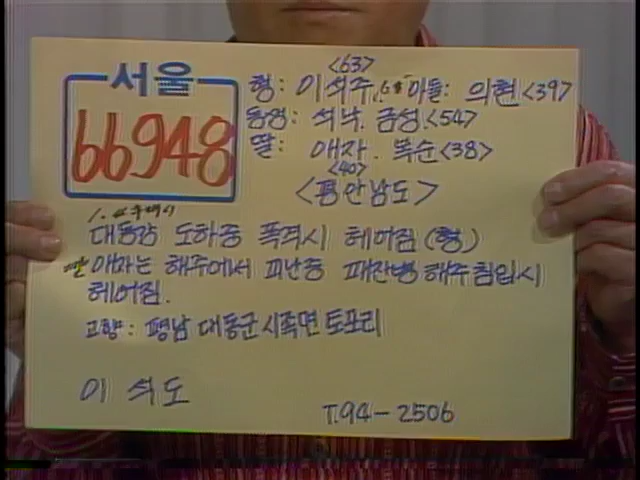 서울
66948
<63>
형: 이석주, 아들: 의현 <39>
동생: 석낙. 금성. <54>
딸: 애자. 복순 <38>
<40>
<평안남도>
대동강 도하중 폭격시 헤어짐 (형)
딸 애자는 해주에서 피난중 패잔병 해주 침입시
헤어짐.
고향: 평남 대동군 시족면 토포리
이 석도
T.94-2506